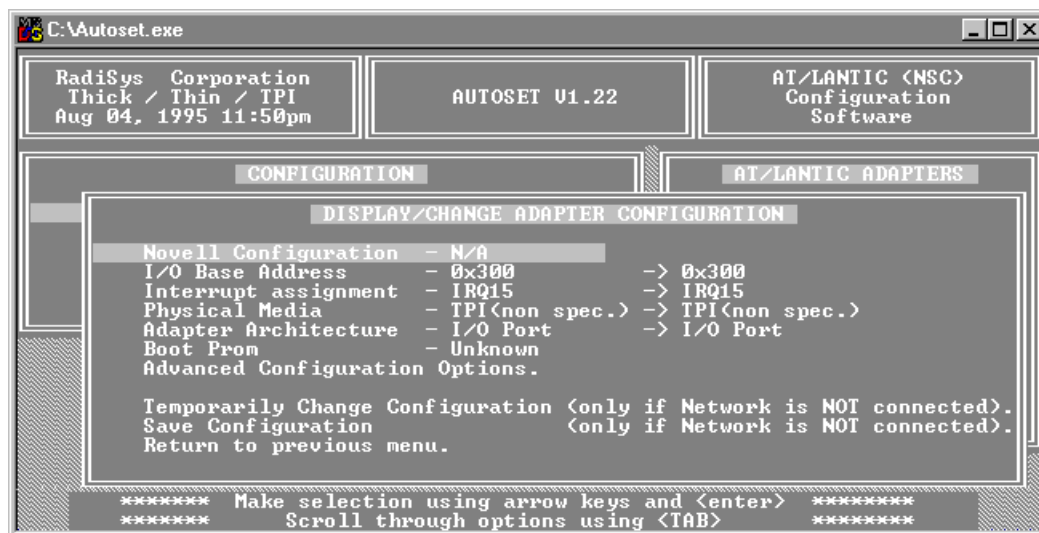 C:\Autoset.exe
RadiSys Corporation
Thick / Thin / TPI
Aug 04, 1995 11:50pm
AUTOSET V1.22
AT/LANTIC (NSC)
Configuration
Software
CONFIGURATION
AT/LANTIC ADAPTERS
DISPLAY/CHANGE ADAPTER CONFIGURATION
Novell Configuration - N/A
I/O Base Address - 0x300 -> 0x300
Interrupt assignment - IRQ15 -> IRQ15
Physical Media - TPI(non spec.) -> TPI(non spec.)
Adapter Architecture - I/O Port -> I/O Port
Boot Prom - Unknown
Advanced Configuration Options.
Temporarily Change Configuration (only if Network is NOT connected).
Save Configuration (only if Network is NOT connected).
Return to previous menu.
******* Make selection using arrow keys and <enter> ********
******* Scroll through options using <TAB> ********